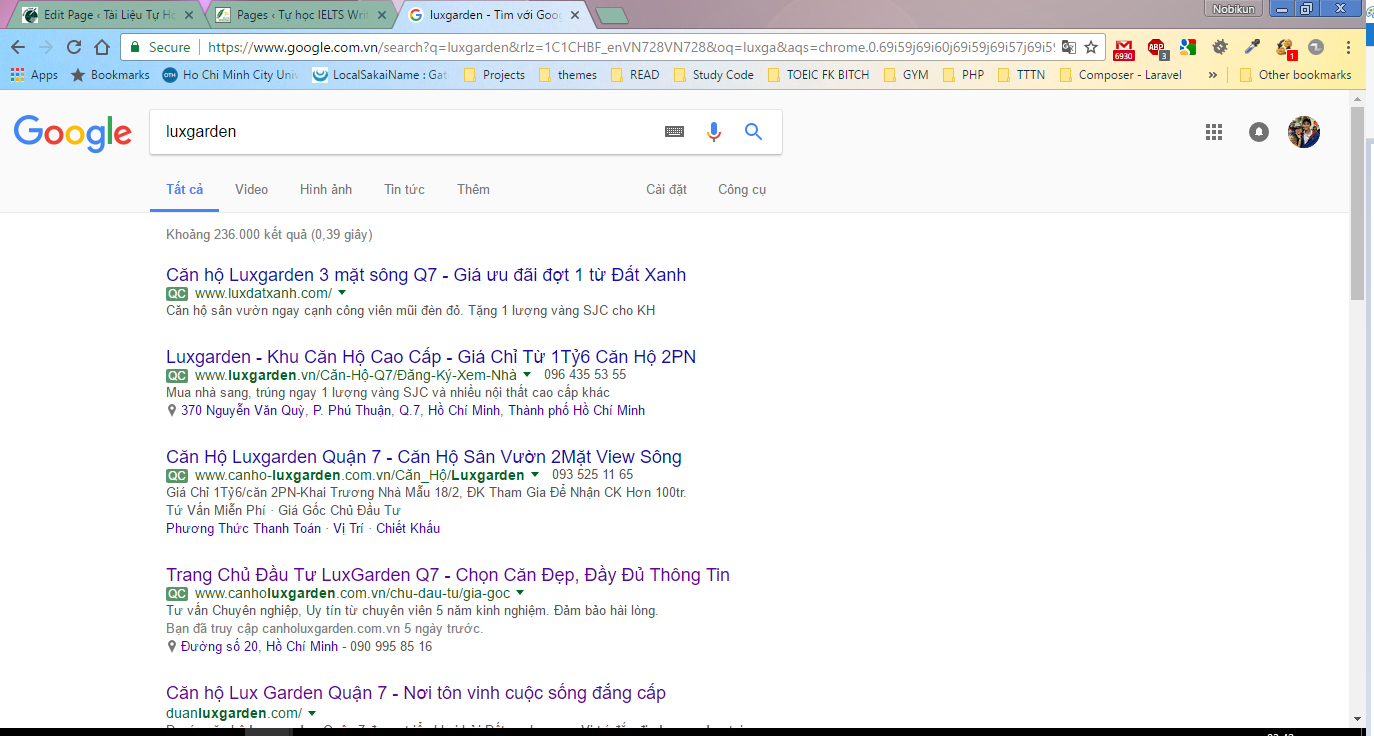 Edit Page ‹ Tài Liệu Tự Họ
Pages ‹ Tự học IELTS Writ
luxgarden - Tìm với Goog
Nobikun
Secure
https://www.google.com.vn/search?q=luxgarden&rlz=1C1CHBF_enVN728VN728&oq=luxga&aqs=chrome.0.69i59j69i60j69i59j69i57j69i5
6930
ABP
3
1
Apps
Bookmarks
OTH
Ho Chi Minh City Univ
LocalSakaiName : Gat
Projects
themes
READ
Study Code
TOEIC FK BITCH
GYM
PHP
TTTN
Composer - Laravel
»
Other bookmarks
Google
luxgarden
Tất cả
Video
Hình ảnh
Tin tức
Thêm
Cài đặt
Công cụ
Khoảng 236.000 kết quả (0,39 giây)
Căn hộ Luxgarden 3 mặt sông Q7 - Giá ưu đãi đợt 1 từ Đất Xanh
QC www.luxdatxanh.com/
Căn hộ sân vườn ngay cạnh công viên mũi đèn đỏ. Tặng 1 lượng vàng SJC cho KH
Luxgarden - Khu Căn Hộ Cao Cấp - Giá Chỉ Từ 1Tỷ6 Căn Hộ 2PN
QC www.luxgarden.vn/Căn-Hộ-Q7/Đăng-Ký-Xem-Nhà 096 435 53 55
Mua nhà sang, trúng ngay 1 lượng vàng SJC và nhiều nội thất cao cấp khác
370 Nguyễn Văn Quỳ, P. Phú Thuận, Q.7, Hồ Chí Minh, Thành phố Hồ Chí Minh
Căn Hộ Luxgarden Quận 7 - Căn Hộ Sân Vườn 2Mặt View Sông
QC www.canho-luxgarden.com.vn/Căn_Hộ/Luxgarden 093 525 11 65
Giá Chỉ 1Tỷ6/căn 2PN-Khai Trương Nhà Mẫu 18/2, ĐK Tham Gia Để Nhận CK Hơn 100tr.
Tứ Vấn Miễn Phí · Giá Gốc Chủ Đầu Tư
Phương Thức Thanh Toán · Vị Trí · Chiết Khấu
Trang Chủ Đầu Tư LuxGarden Q7 - Chọn Căn Đẹp, Đầy Đủ Thông Tin
QC www.canholuxgarden.com.vn/chu-dau-tu/gia-goc
Tư vấn Chuyên nghiệp, Uy tín từ chuyên viên 5 năm kinh nghiệm. Đảm bảo hài lòng.
Bạn đã truy cập canholuxgarden.com.vn 5 ngày trước.
Đường số 20, Hồ Chí Minh - 090 995 85 16
Căn hộ Lux Garden Quận 7 - Nơi tôn vinh cuộc sống đẳng cấp
duanluxgarden.com/